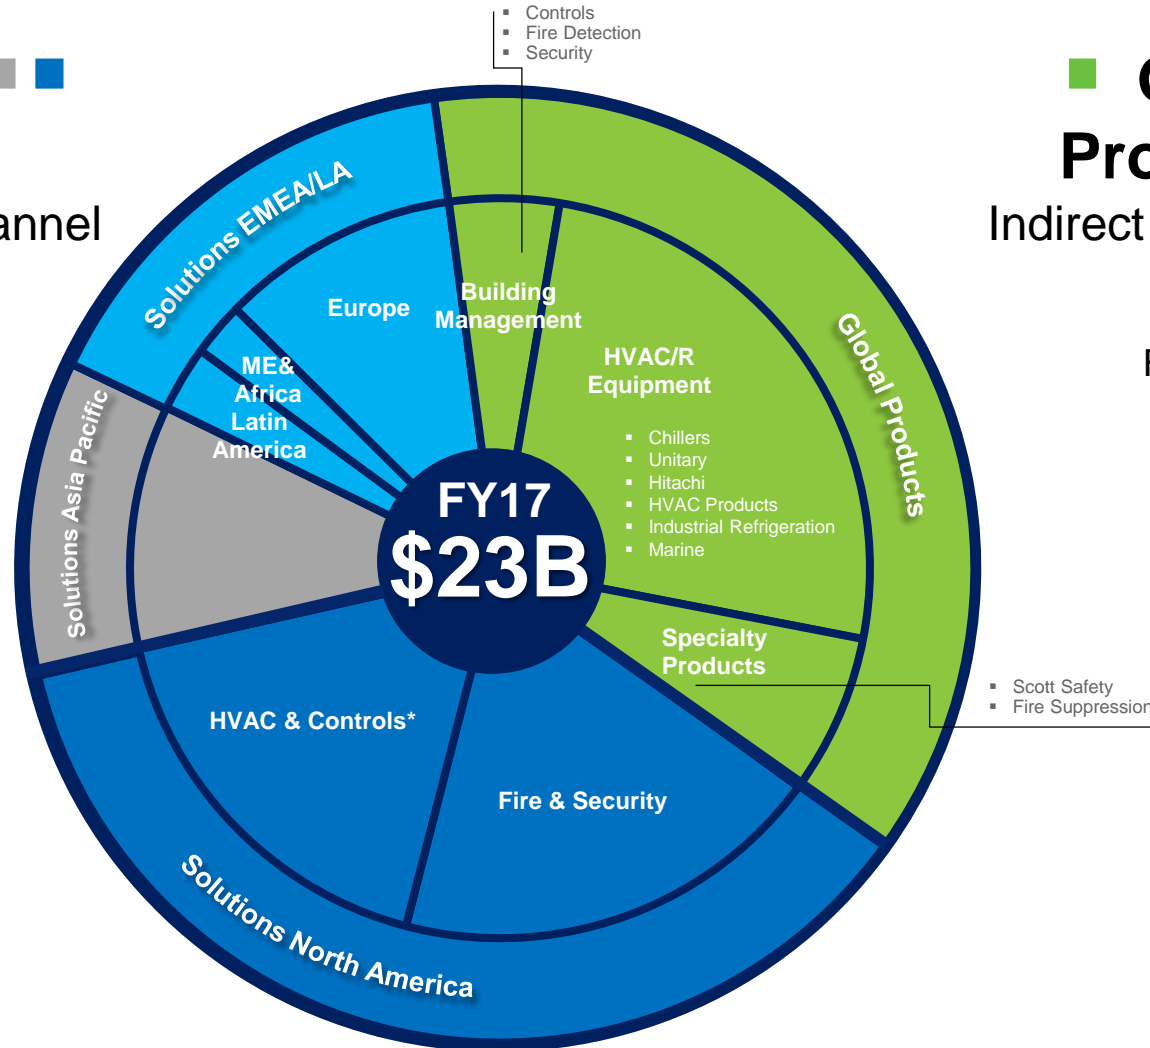 Controls
Fire Detection
Security
Indirect
Solutions EMEA/LA
Europe
Building
Management
HVAC/R
Equipment
Chillers
Unitary
Hitachi
HVAC Products
Industrial Refrigeration
Marine
Global Products
ME&
Africa
Latin
America
Solutions Asia Pacific
FY17
$23B
Specialty
Products
Scott Safety
Fire Suppression
HVAC & Controls*
Fire & Security
Solutions North America